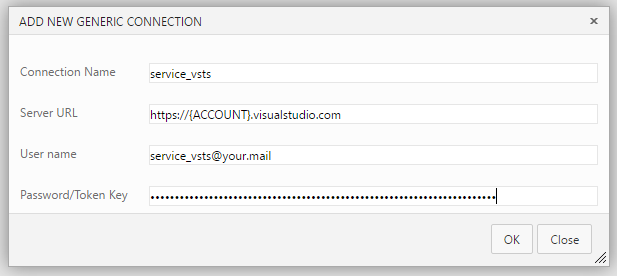 ADD NEW GENERIC CONNECTION
Connection Name service_vsts
Server URL https://{ACCOUNT}.visualstudio.com
User name service_vsts@your.mail
Password/Token Key
OK Close